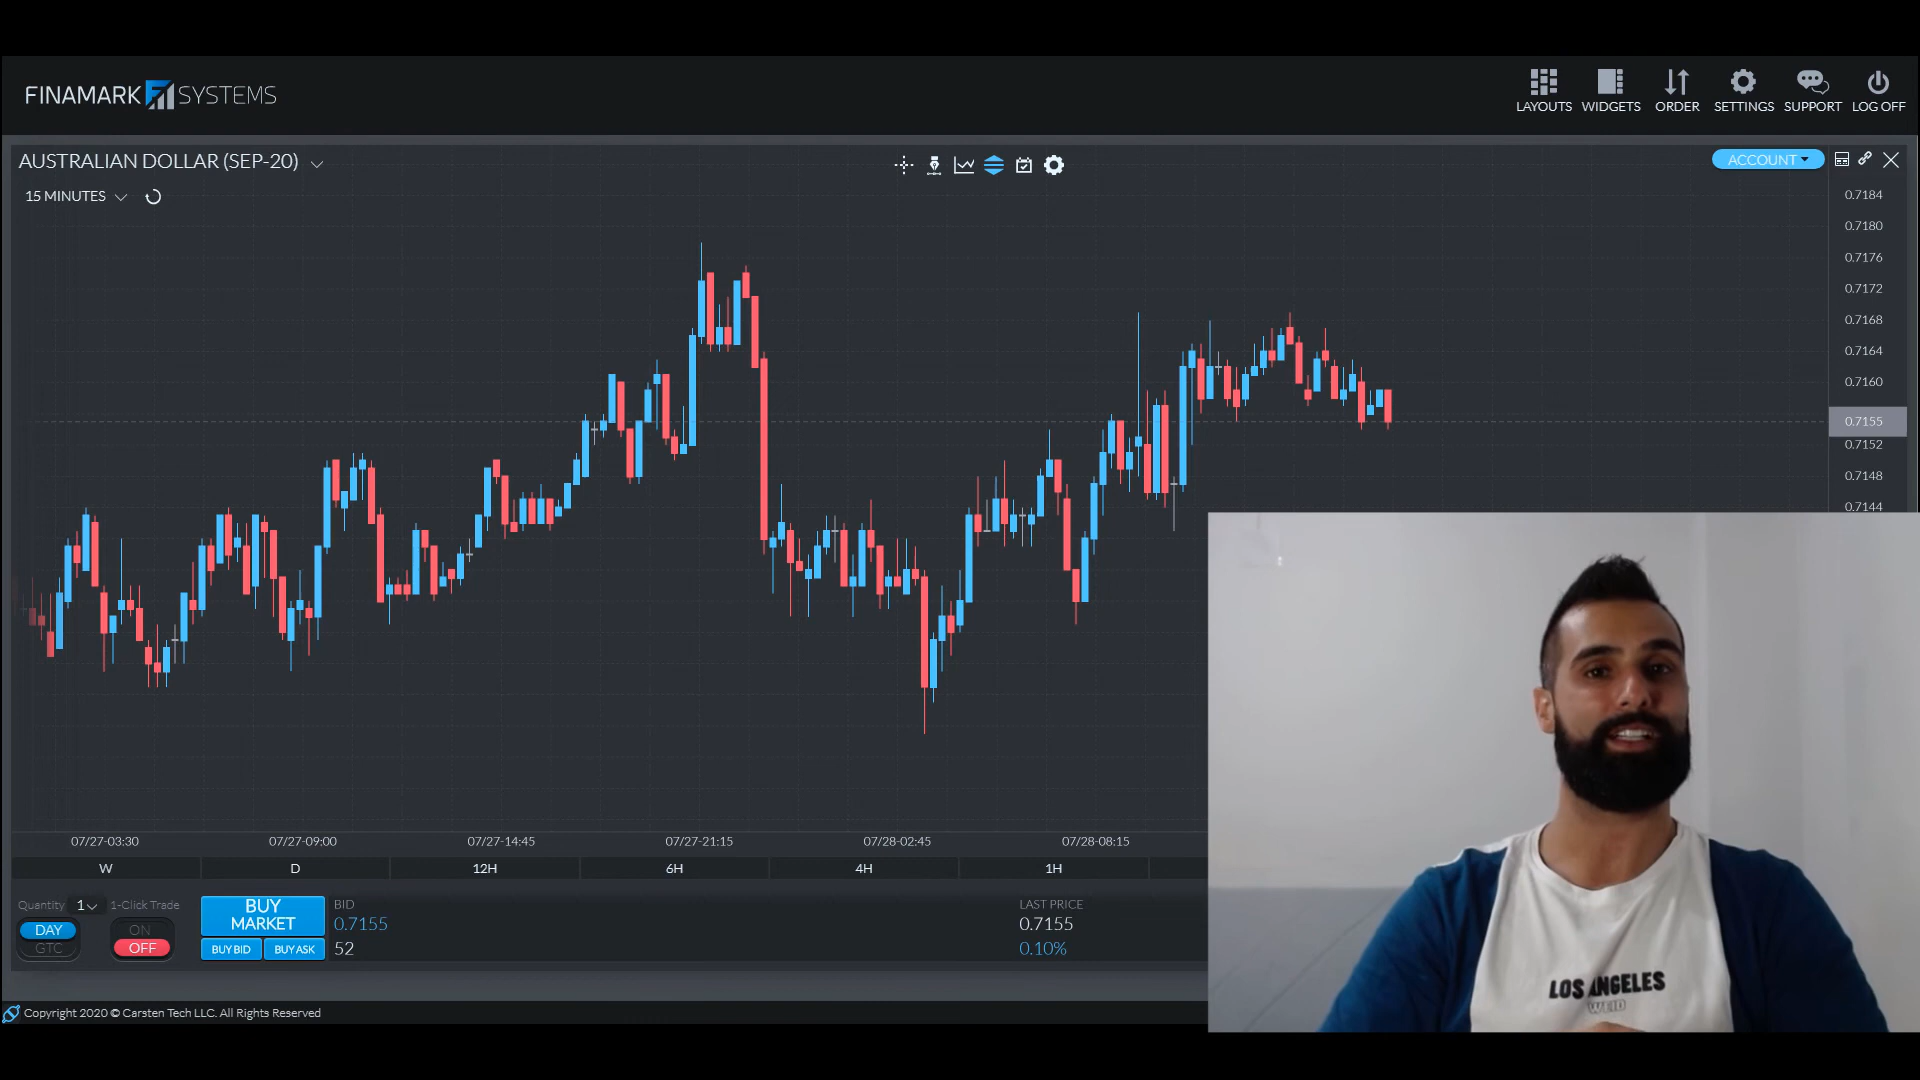 FINAMARK SYSTEMS
LAYOUTS WIDGETS ORDER SETTINGS SUPPORT LOG OFF
AUSTRALIAN DOLLAR (SEP-20)
ACCOUNT
15 MINUTES
0.7184
0.7180
0.7176
0.7172
0.7168
0.7164
0.7160
0.7155
0.7152
0.7148
0.7144
07/27-03:30 07/27-09:00 07/27-14:45 07/27-21:15 07/28-02:45 07/28-08:15
W D 12H 6H 4H 1H
Quantity 1 1-Click Trade
DAY
GTC
ON
OFF
BUY
MARKET
BUY BID BUY ASK
BID
0.7155
52
LAST PRICE
0.7155
0.10%
LOS ANGELES
Copyright 2020 © Carsten Tech LLC. All Rights Reserved